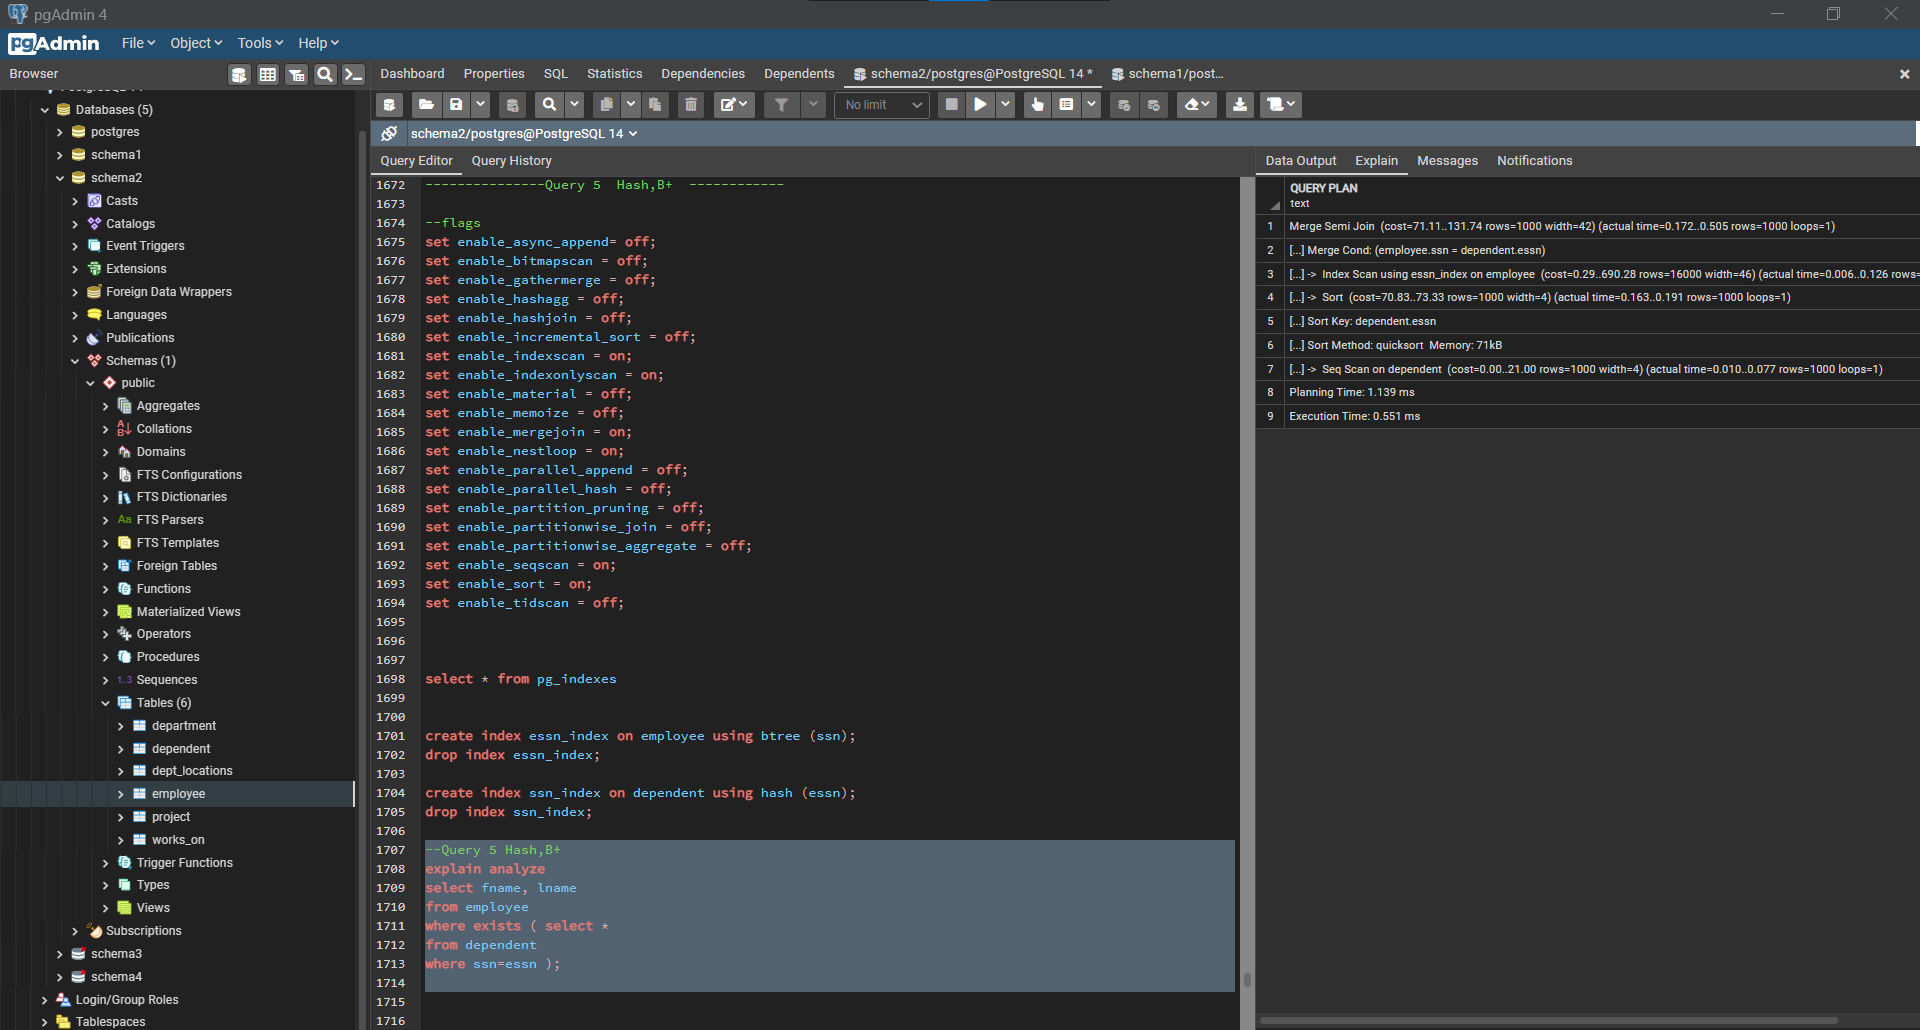 pgAdmin 4
pgAdmin File Object Tools Help
Browser
Dashboard Properties SQL Statistics Dependencies Dependents schema2/postgres@PostgreSQL 14 * schema1/post...
No limit
schema2/postgres@PostgreSQL 14
Databases (5)
postgres
schema1
schema2
Casts
Catalogs
Event Triggers
Extensions
Foreign Data Wrappers
Languages
Publications
Schemas (1)
public
Aggregates
Collations
Domains
FTS Configurations
FTS Dictionaries
Aa FTS Parsers
FTS Templates
Foreign Tables
Functions
Materialized Views
Operators
Procedures
1..3 Sequences
Tables (6)
department
dependent
dept_locations
employee
project
works_on
Trigger Functions
Types
Views
Subscriptions
schema3
schema4
Login/Group Roles
Tablespaces
Query Editor Query History
1672 ---------------Query 5  Hash,B+  ------------
1673
1674 --flags
1675 set enable_async_append= off;
1676 set enable_bitmapscan = off;
1677 set enable_gathermerge = off;
1678 set enable_hashagg = off;
1679 set enable_hashjoin = off;
1680 set enable_incremental_sort = off;
1681 set enable_indexscan = on;
1682 set enable_indexonlyscan = on;
1683 set enable_material = off;
1684 set enable_memoize = off;
1685 set enable_mergejoin = on;
1686 set enable_nestloop = on;
1687 set enable_parallel_append = off;
1688 set enable_parallel_hash = off;
1689 set enable_partition_pruning = off;
1690 set enable_partitionwise_join = off;
1691 set enable_partitionwise_aggregate = off;
1692 set enable_seqscan = on;
1693 set enable_sort = on;
1694 set enable_tidscan = off;
1695
1696
1697
1698 select * from pg_indexes
1699
1700
1701 create index essn_index on employee using btree (ssn);
1702 drop index essn_index;
1703
1704 create index ssn_index on dependent using hash (essn);
1705 drop index ssn_index;
1706
1707 --Query 5 Hash,B+
1708 explain analyze
1709 select fname, lname
1710 from employee
1711 where exists ( select *
1712 from dependent
1713 where ssn=essn );
1714
1715
1716
Data Output Explain Messages Notifications
QUERY PLAN
text
1 Merge Semi Join (cost=71.11..131.74 rows=1000 width=42) (actual time=0.172..0.505 rows=1000 loops=1)
2 [...] Merge Cond: (employee.ssn = dependent.essn)
3 [...] -> Index Scan using essn_index on employee (cost=0.29..690.28 rows=16000 width=46) (actual time=0.006..0.126 rows=
4 [...] -> Sort (cost=70.83..73.33 rows=1000 width=4) (actual time=0.163..0.191 rows=1000 loops=1)
5 [...] Sort Key: dependent.essn
6 [...] Sort Method: quicksort Memory: 71kB
7 [...] -> Seq Scan on dependent (cost=0.00..21.00 rows=1000 width=4) (actual time=0.010..0.077 rows=1000 loops=1)
8 Planning Time: 1.139 ms
9 Execution Time: 0.551 ms